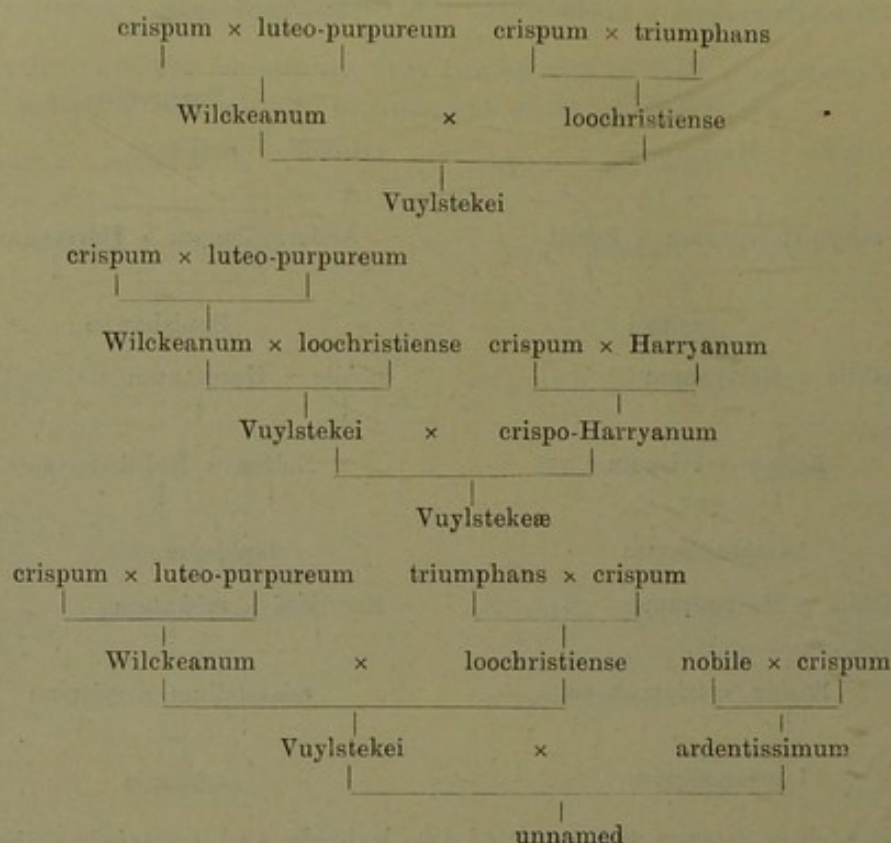 crispum × luteo-purpureum crispum × triumphans
Wilckeanum × loochristiense
Vuylstekei
crispum × luteo-purpureum
Wilckeanum × loochristiense crispum × Harryanum
Vuylstekei × crispo-Harryanum
Vuylstekeæ
crispum × luteo-purpureum triumphans × crispum
Wilckeanum × loochristiense nobile × crispum
Vuylstekei × ardentissimum
unnamed